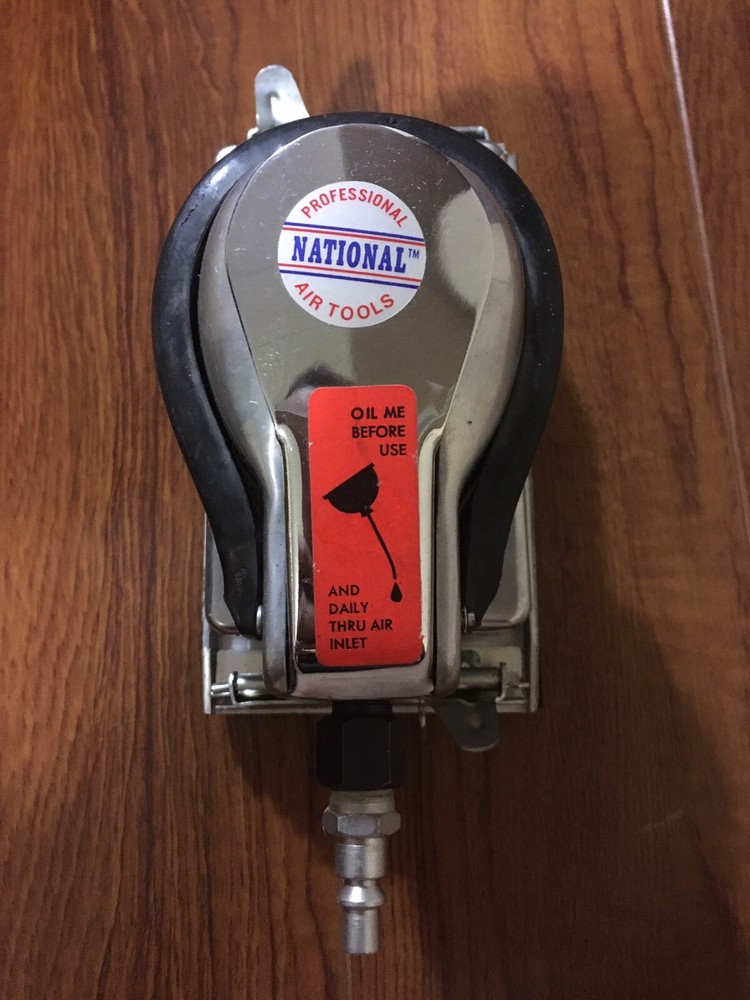 PROFESSIONAL
NATIONAL™
AIR TOOLS
OIL ME
BEFORE
USE
AND
DAILY
THRU AIR
INLET